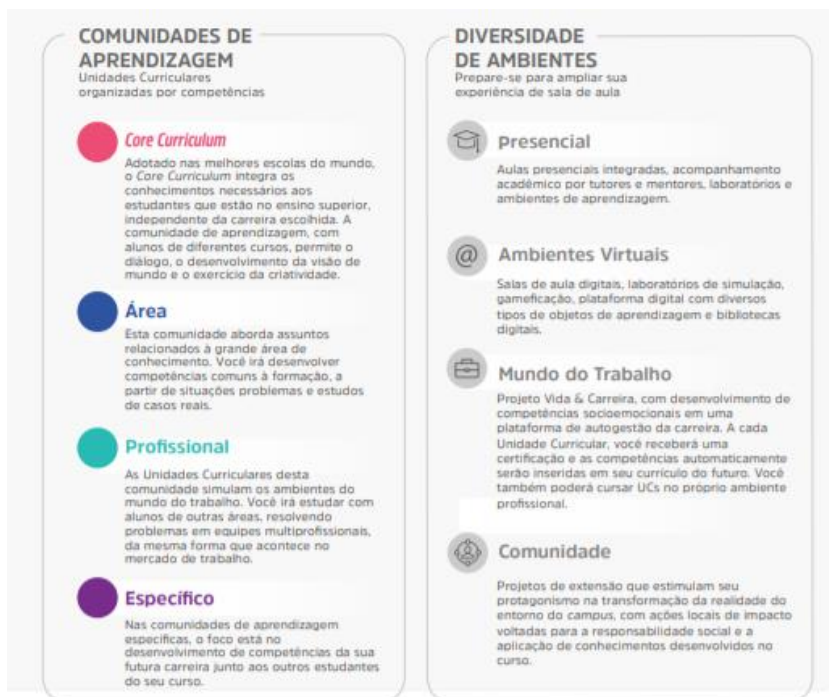 COMUNIDADES DE
APRENDIZAGEM
Unidades Curriculares
organizadas por competências
Core Curriculum
Adotado nas melhores escolas do mundo,
o Core Curriculum integra os
conhecimentos necessários aos
estudantes que estão no ensino superior,
independente da carreira escolhida. A
comunidade de aprendizagem, com
alunos de diferentes cursos, permite o
diálogo, o desenvolvimento da visão de
mundo e o exercício da criatividade.
Área
Esta comunidade aborda assuntos
relacionados à grande área de
conhecimento. Você irá desenvolver
competências comuns à formação, a
partir de situações problemas e estudos
de casos reais.
Profissional
As Unidades Curriculares desta
comunidade simulam os ambientes do
mundo do trabalho. Você irá estudar com
alunos de outras áreas, resolvendo
problemas em equipes multiprofissionais,
da mesma forma que acontece no
mercado de trabalho.
Específico
Nas comunidades de aprendizagem
específicas, o foco está no
desenvolvimento de competências da sua
futura carreira junto aos outros estudantes
do seu curso.
DIVERSIDADE
DE AMBIENTES
Prepare-se para ampliar sua
experiência de sala de aula
Presencial
Aulas presenciais integradas, acompanhamento
acadêmico por tutores e mentores, laboratórios e
ambientes de aprendizagem.
@
Ambientes Virtuais
Salas de aula digitais, laboratórios de simulação,
gameficação, plataforma digital com diversos
tipos de objetos de aprendizagem e bibliotecas
digitais.
Mundo do Trabalho
Projeto Vida & Carreira, com desenvolvimento de
competências socioemocionais em uma
plataforma de autogestão da carreira. A cada
Unidade Curricular, você receberá uma
certificação e as competências automaticamente
serão inseridas em seu currículo do futuro. Você
também poderá cursar UCs no próprio ambiente
profissional.
Comunidade
Projetos de extensão que estimulam seu
protagonismo na transformação da realidade do
entorno do campus, com ações locais de impacto
voltadas para a responsabilidade social e a
aplicação de conhecimentos desenvolvidos no
curso.